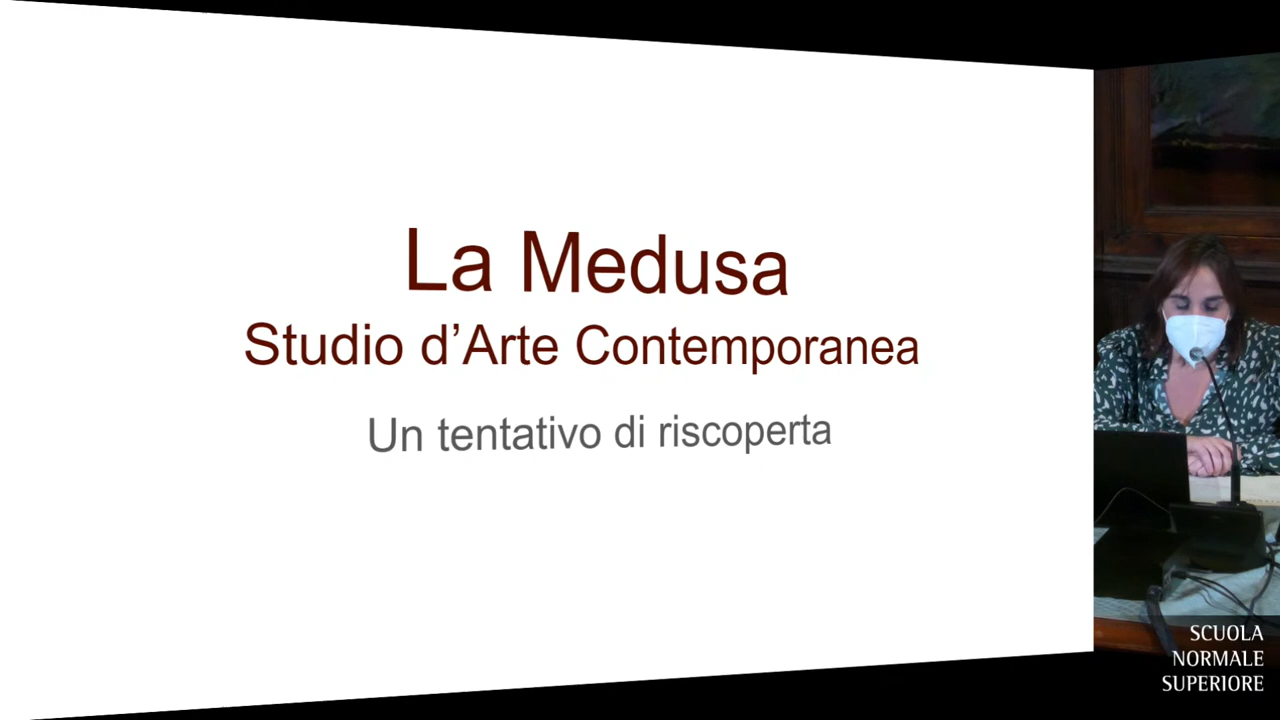 La Medusa
Studio d’Arte Contemporanea
Un tentativo di riscoperta
SCUOLA
NORMALE
SUPERIORE